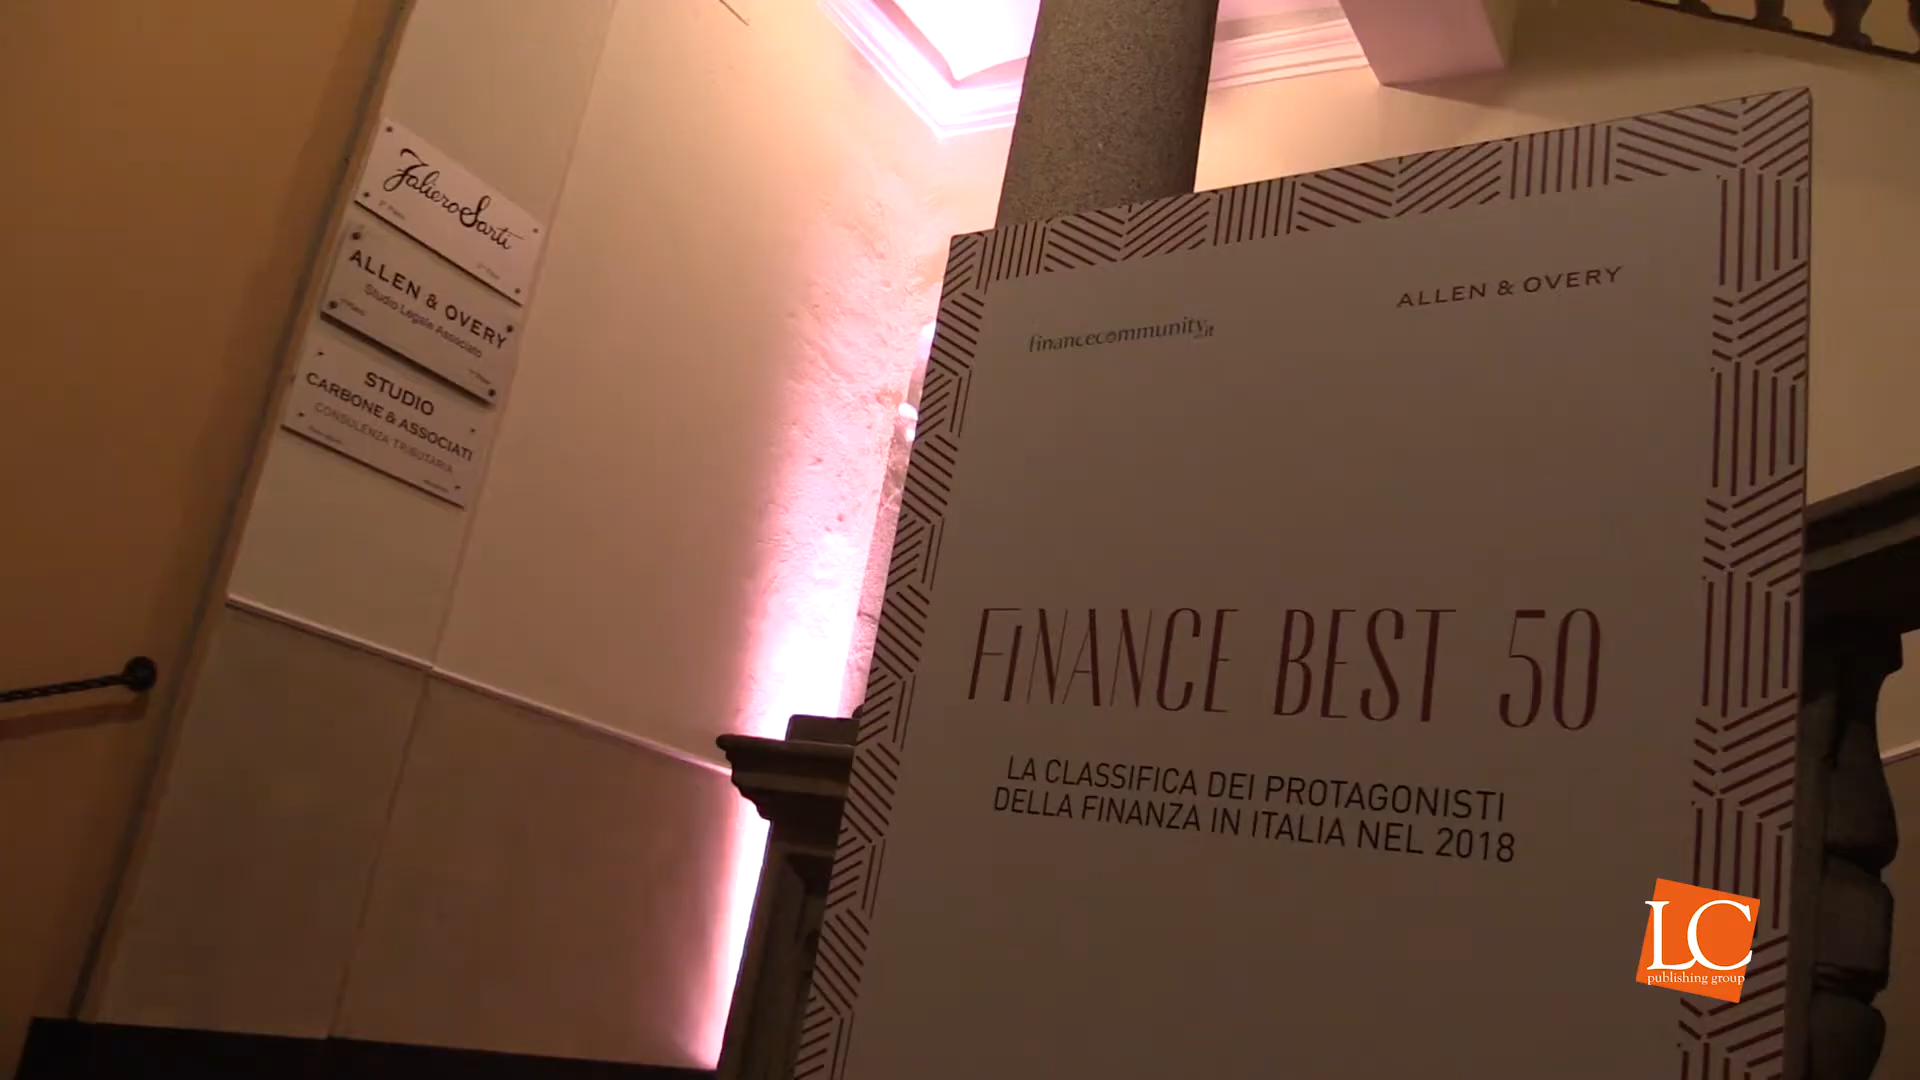 Faliero Sarti
ALLEN & OVERY
Studio Legale Associato
STUDIO
CARBONE & ASSOCIATI
CONSULENZA TRIBUTARIA
financecommunity.it
ALLEN & OVERY
FINANCE BEST 50
LA CLASSIFICA DEI PROTAGONISTI
DELLA FINANZA IN ITALIA NEL 2018
LC
publishing group